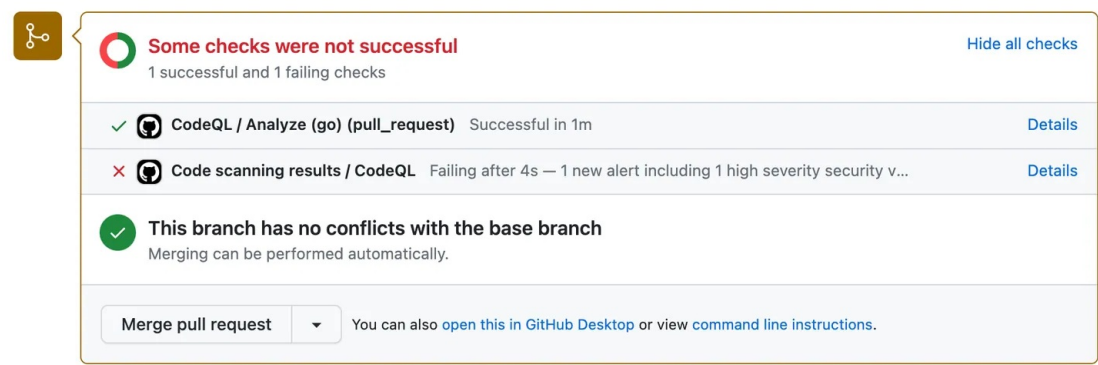 Some checks were not successful
Hide all checks
1 successful and 1 failing checks
CodeQL / Analyze (go) (pull_request) Successful in 1m Details
Code scanning results / CodeQL Failing after 4s — 1 new alert including 1 high severity security v... Details
This branch has no conflicts with the base branch
Merging can be performed automatically.
Merge pull request You can also open this in GitHub Desktop or view command line instructions.